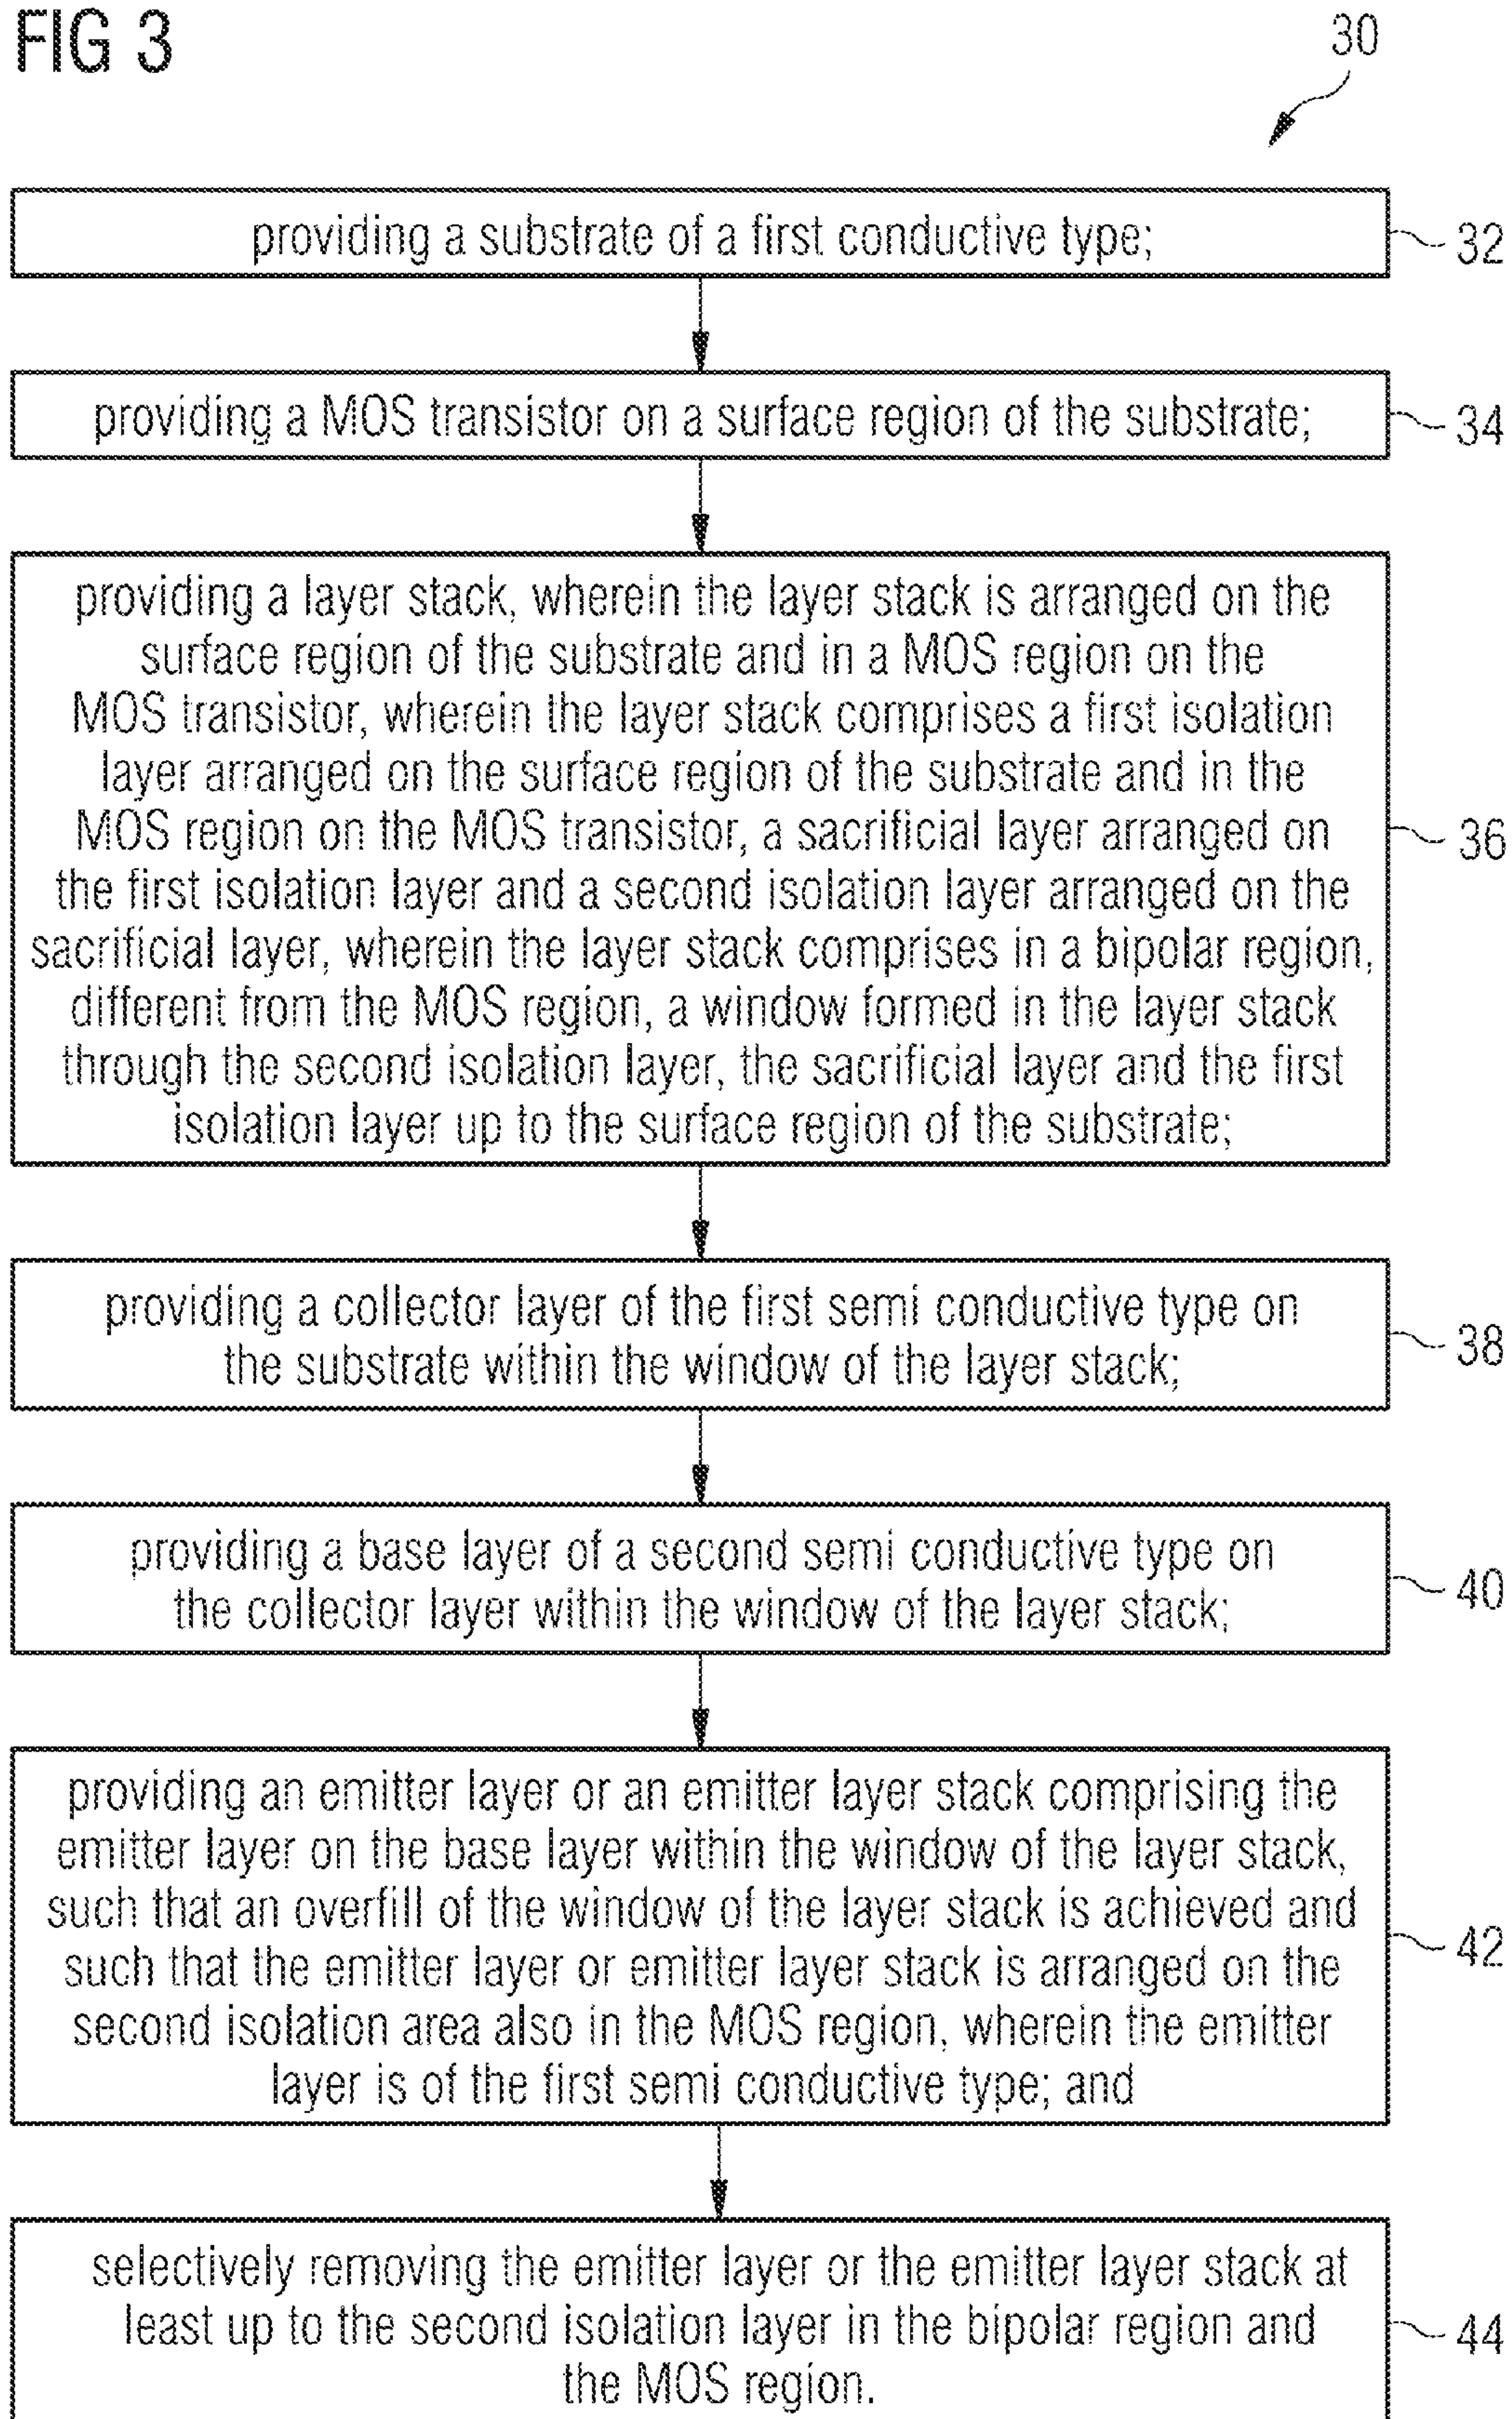 FIG 3
30
providing a substrate of a first conductive type;
32
providing a MOS transistor on a surface region of the substrate;
34
providing a layer stack, wherein the layer stack is arranged on the
surface region of the substrate and in a MOS region on the
MOS transistor, wherein the layer stack comprises a first isolation
layer arranged on the surface region of the substrate and in the
MOS region on the MOS transistor, a sacrificial layer arranged on
the first isolation layer and a second isolation layer arranged on the
sacrificial layer, wherein the layer stack comprises in a bipolar region,
different from the MOS region, a window formed in the layer stack
through the second isolation layer, the sacrificial layer and the first
isolation layer up to the surface region of the substrate;
36
providing a collector layer of the first semi conductive type on
the substrate within the window of the layer stack;
38
providing a base layer of a second semi conductive type on
the collector layer within the window of the layer stack;
40
providing an emitter layer or an emitter layer stack comprising the
emitter layer on the base layer within the window of the layer stack,
such that an overfill of the window of the layer stack is achieved and
such that the emitter layer or emitter layer stack is arranged on the
second isolation area also in the MOS region, wherein the emitter
layer is of the first semi conductive type; and
42
selectively removing the emitter layer or the emitter layer stack at
least up to the second isolation layer in the bipolar region and
the MOS region.
44